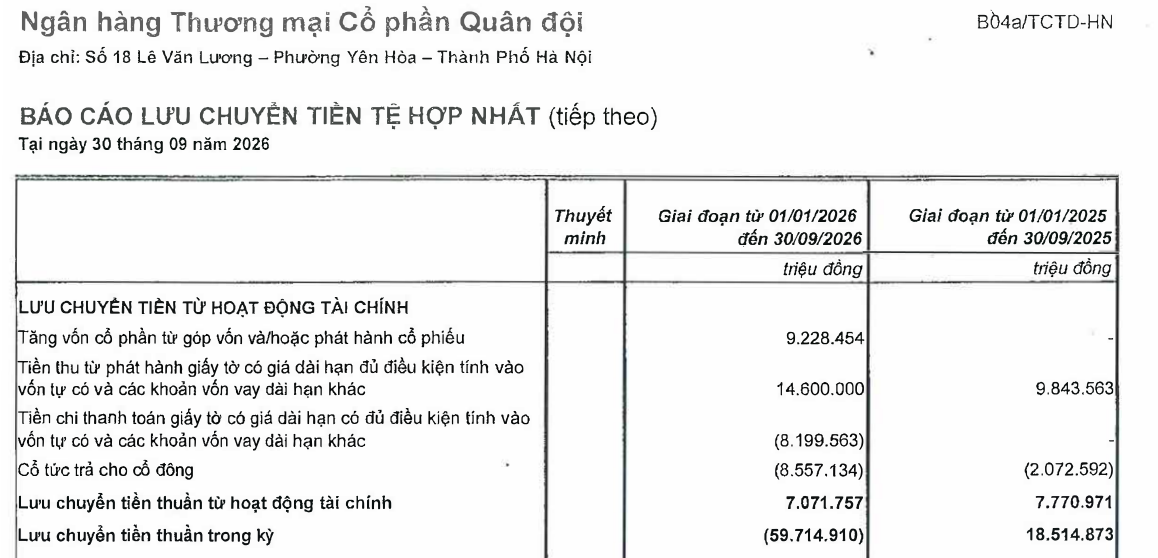 Ngân hàng Thương mại Cổ phần Quân đội
B04a/TCTD-HN
Địa chỉ: Số 18 Lê Văn Lương – Phường Yên Hòa – Thành Phố Hà Nội
BÁO CÁO LƯU CHUYỂN TIỀN TỆ HỢP NHẤT (tiếp theo)
Tại ngày 30 tháng 09 năm 2026
Thuyết minh
Giai đoạn từ 01/01/2026
đến 30/09/2026
Giai đoạn từ 01/01/2025
đến 30/09/2025
triệu đồng
triệu đồng
LƯU CHUYỂN TIỀN TỪ HOẠT ĐỘNG TÀI CHÍNH
Tăng vốn cổ phần từ góp vốn và/hoặc phát hành cổ phiếu 9.228.454 -
Tiền thu từ phát hành giấy tờ có giá dài hạn đủ điều kiện tính vào
vốn tự có và các khoản vốn vay dài hạn khác 14.600.000 9.843.563
Tiền chi thanh toán giấy tờ có giá dài hạn có đủ điều kiện tính vào
vốn tự có và các khoản vốn vay dài hạn khác (8.199.563) -
Cổ tức trả cho cổ đông (8.557.134) (2.072.592)
Lưu chuyển tiền thuần từ hoạt động tài chính 7.071.757 7.770.971
Lưu chuyển tiền thuần trong kỳ (59.714.910) 18.514.873